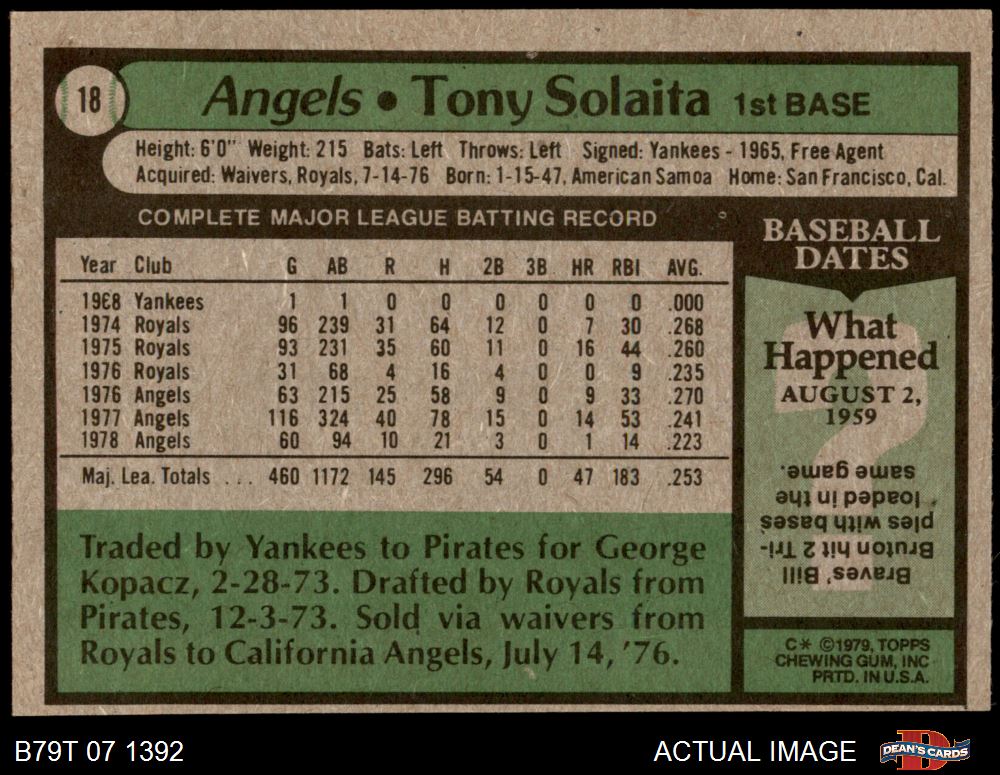 18
Angels • Tony Solaita 1st BASE
Height: 6'0" Weight: 215 Bats: Left Throws: Left Signed: Yankees - 1965, Free Agent
Acquired: Waivers, Royals, 7-14-76 Born: 1-15-47, American Samoa Home: San Francisco, Cal.
COMPLETE MAJOR LEAGUE BATTING RECORD
Year Club G AB R H 2B 3B HR RBI AVG.
1968 Yankees 1 1 0 0 0 0 0 0 .000
1974 Royals 96 239 31 64 12 0 7 30 .268
1975 Royals 93 231 35 60 11 0 16 44 .260
1976 Royals 31 68 4 16 4 0 0 9 .235
1976 Angels 63 215 25 58 9 0 9 33 .270
1977 Angels 116 324 40 78 15 0 14 53 .241
1978 Angels 60 94 10 21 3 0 1 14 .223
Maj. Lea. Totals . . . 460 1172 145 296 54 0 47 183 .253
Traded by Yankees to Pirates for George
Kopacz, 2-28-73. Drafted by Royals from
Pirates, 12-3-73. Sold via waivers from
Royals to California Angels, July 14, '76.
BASEBALL
DATES
What
Happened
AUGUST 2,
1959
?
Braves' Bill
Bruton hit 2 Tri-
ples with bases
loaded in the
same game.
C* ©1979, TOPPS
CHEWING GUM, INC
PRTD. IN U.S.A.
B79T 07 1392
ACTUAL IMAGE
D
DEAN'S CARDS